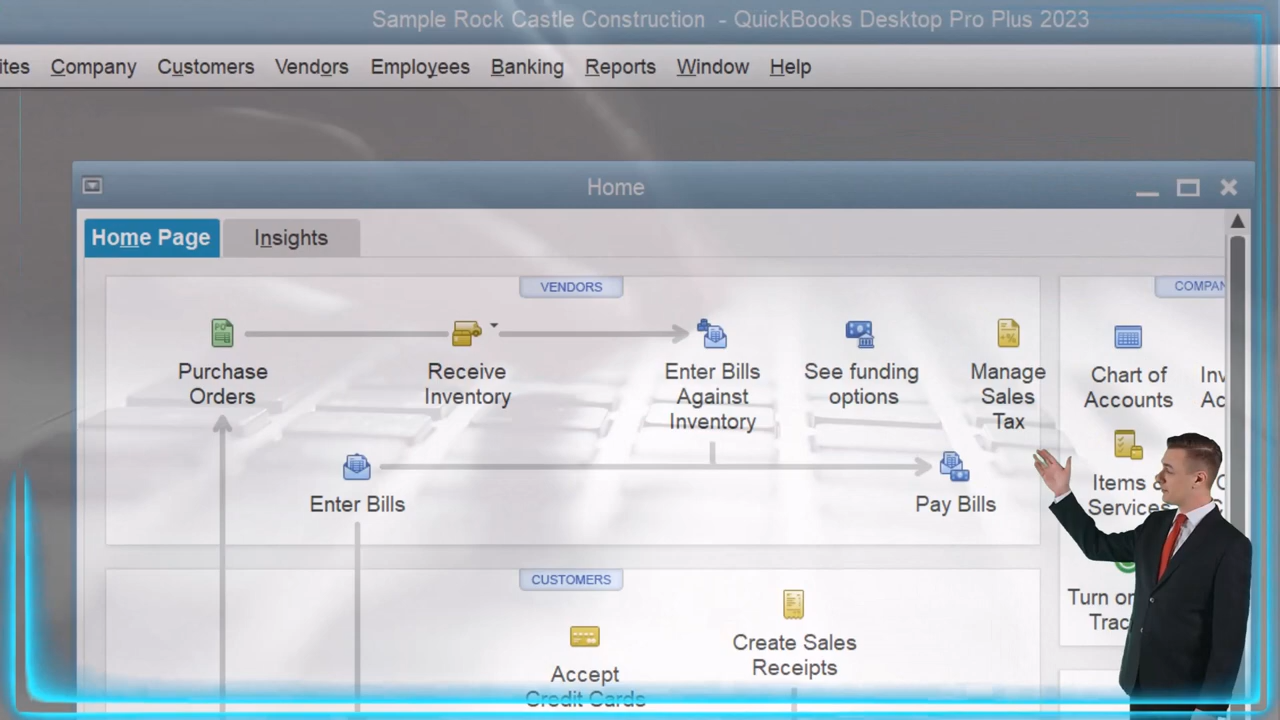 Sample Rock Castle Construction - QuickBooks Desktop Pro Plus 2023
Company Customers Vendors Employees Banking Reports Window Help
Home
Home Page Insights
VENDORS
Purchase
Orders
Receive
Inventory
Enter Bills
Against
Inventory
See funding
options
Manage
Sales
Tax
Chart of
Accounts
Enter Bills
Pay Bills
Items &
Services
Turn on
CUSTOMERS
Accept
Credit Cards
Create Sales
Receipts